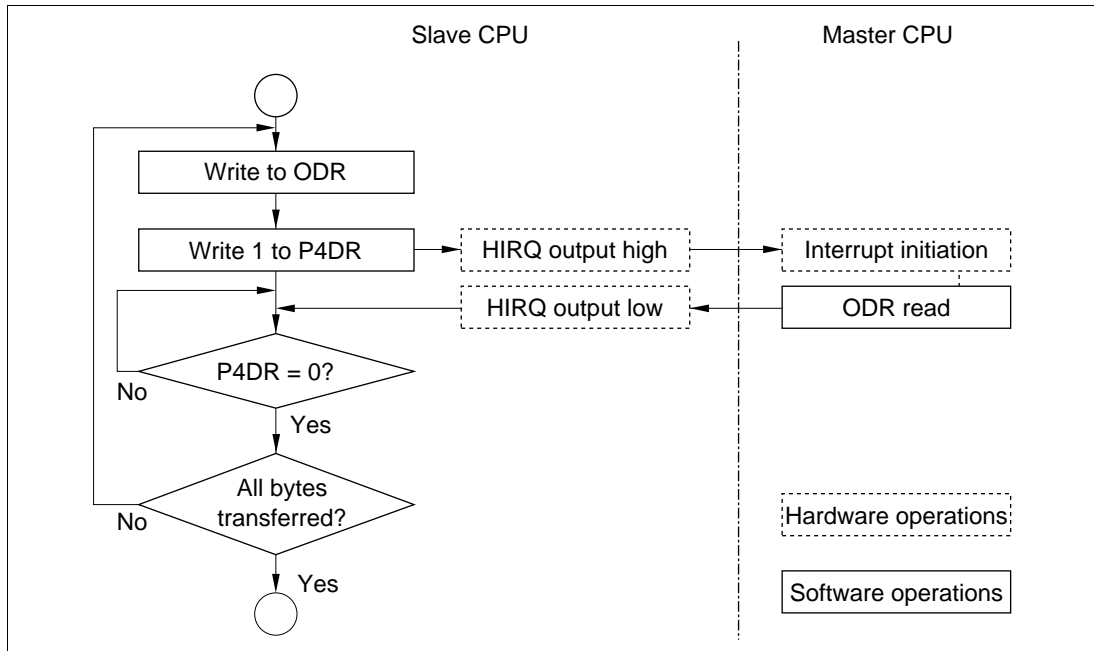 Slave CPU
Master CPU
Write to ODR
Write 1 to P4DR
HIRQ output high
Interrupt initiation
HIRQ output low
ODR read
P4DR = 0?
No
Yes
All bytes
transferred?
No
Yes
Hardware operations
Software operations